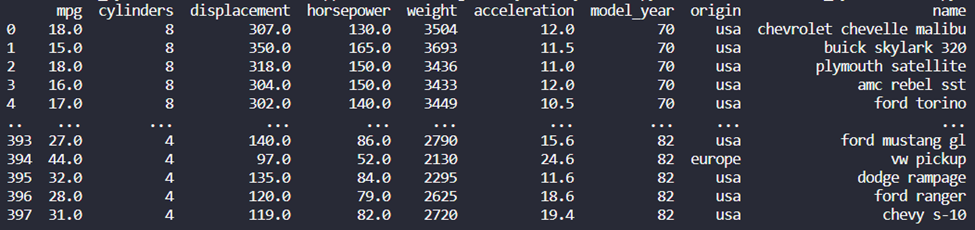 mpg cylinders displacement horsepower weight acceleration model_year origin name
0 18.0 8 307.0 130.0 3504 12.0 70 usa chevrolet chevelle malibu
1 15.0 8 350.0 165.0 3693 11.5 70 usa buick skylark 320
2 18.0 8 318.0 150.0 3436 11.0 70 usa plymouth satellite
3 16.0 8 304.0 150.0 3433 12.0 70 usa amc rebel sst
4 17.0 8 302.0 140.0 3449 10.5 70 usa ford torino
.. ... ... ... ... ... ... ... ... ...
393 27.0 4 140.0 86.0 2790 15.6 82 usa ford mustang gl
394 44.0 4 97.0 52.0 2130 24.6 82 europe vw pickup
395 32.0 4 135.0 84.0 2295 11.6 82 usa dodge rampage
396 28.0 4 120.0 79.0 2625 18.6 82 usa ford ranger
397 31.0 4 119.0 82.0 2720 19.4 82 usa chevy s-10